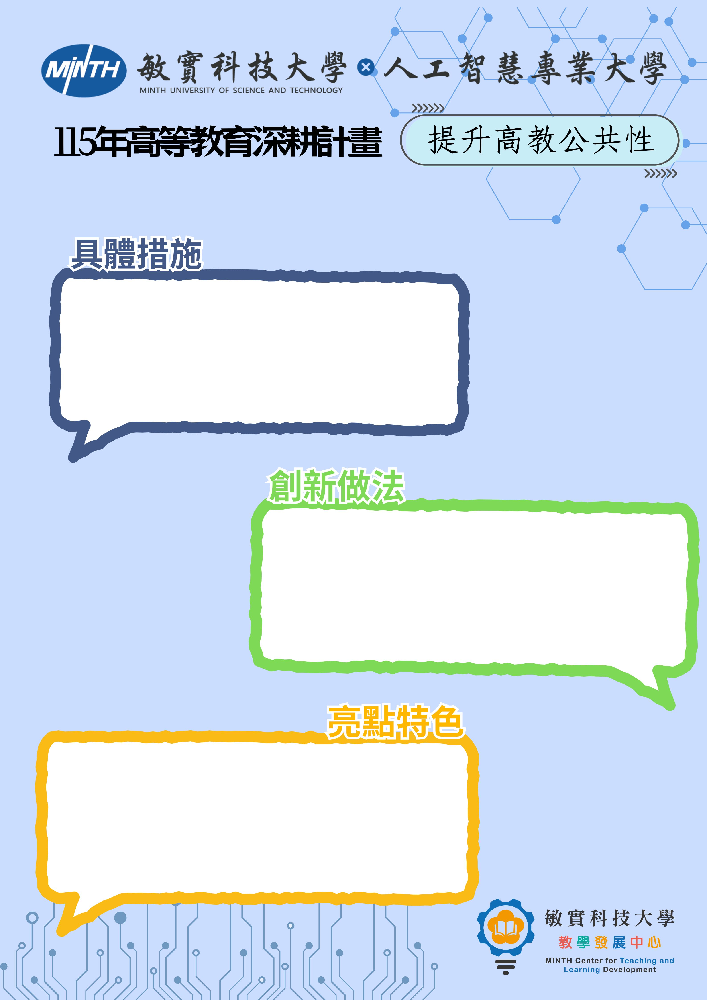 MINTH 敏實科技大學 × 人工智慧專業大學
MINTH UNIVERSITY OF SCIENCE AND TECHNOLOGY
115年高等教育深耕計畫 提升高教公共性
具體措施
創新做法
亮點特色
敏實科技大學
教學發展中心
MINTH Center for Teaching and
Learning Development